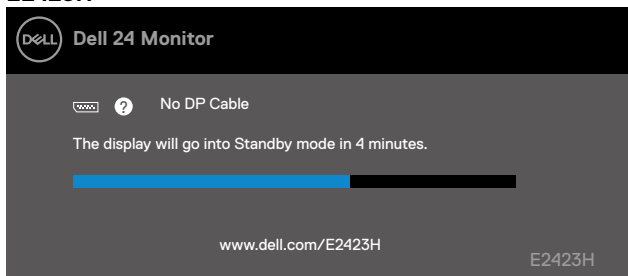 E2423H
DELL
Dell 24 Monitor
? No DP Cable
The display will go into Standby mode in 4 minutes.
www.dell.com/E2423H
E2423H